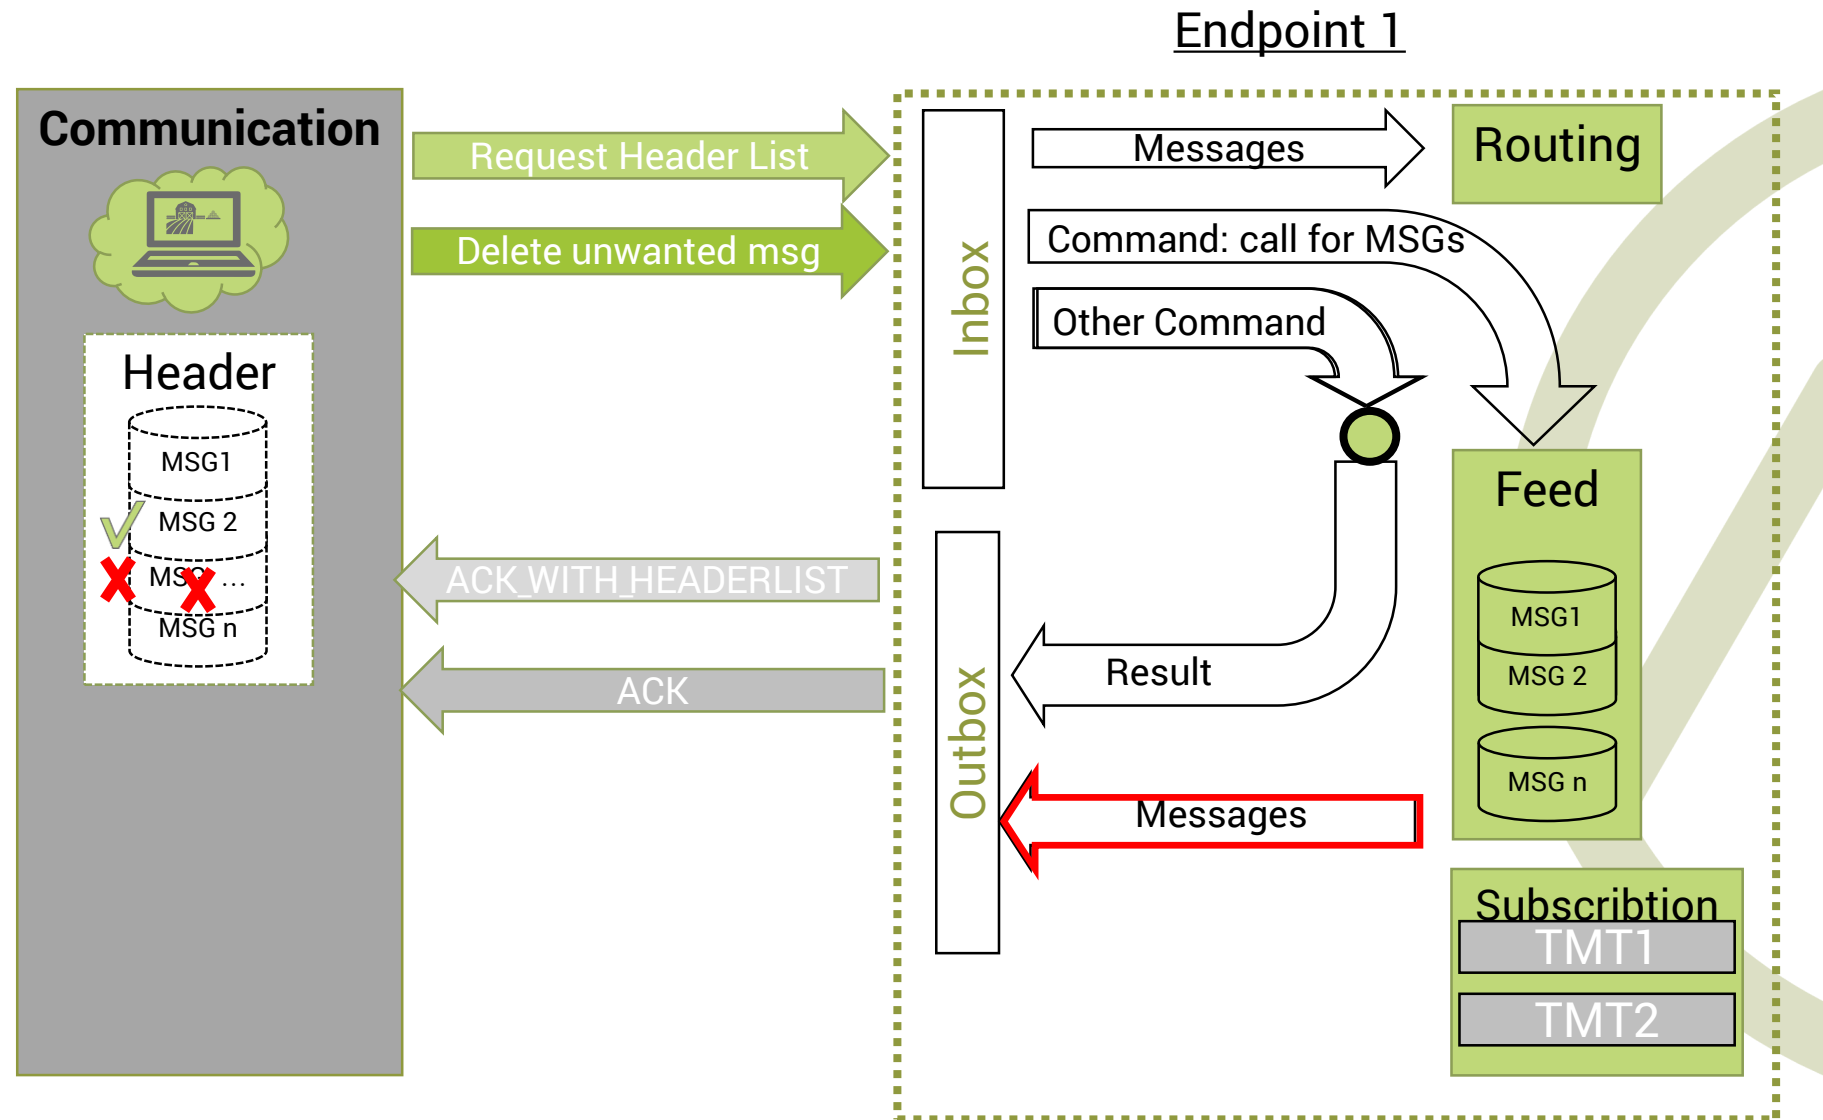 Endpoint 1
Communication
Header
MSG1
MSG 2
MSG n
Request Header List
Delete unwanted msg
ACK_WITH_HEADERLIST
ACK
Inbox
Outbox
Messages
Command: call for MSGs
Other Command
Result
Messages
Routing
Feed
MSG1
MSG 2
MSG n
Subscribtion
TMT1
TMT2